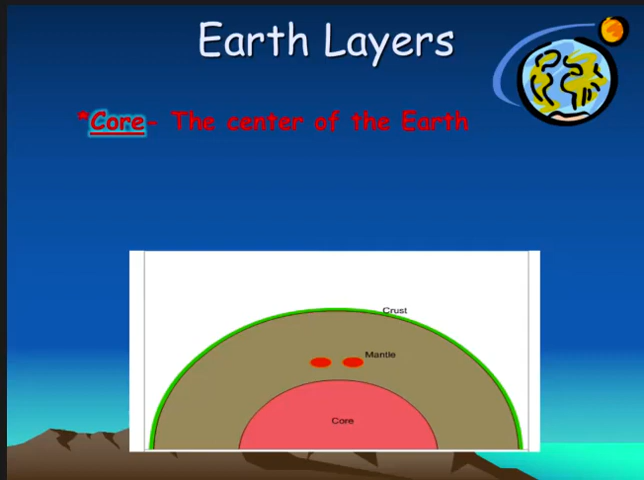 Earth Layers
*Core- The center of the Earth
Crust
Mantle
Core